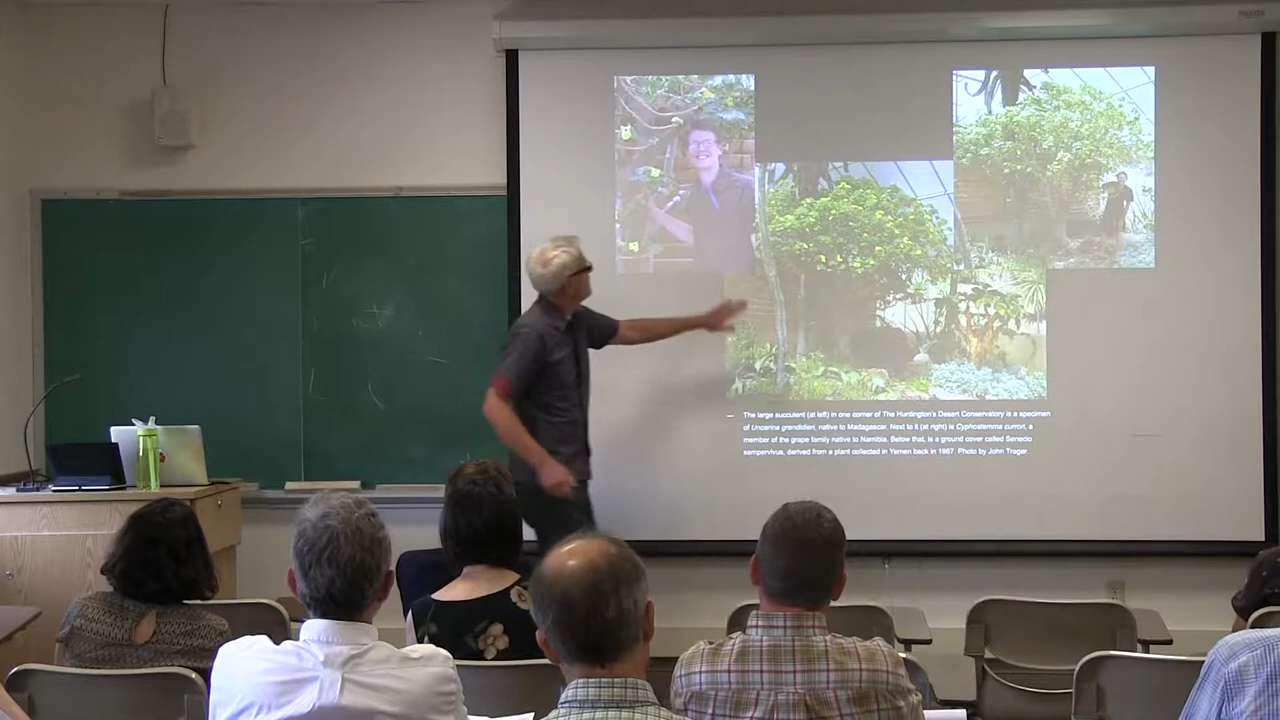 The large succulent (at left) in one corner of The Huntington's Desert Conservatory is a specimen
of Uncarina grandidieri, native to Madagascar. Next to it (at right) is Cyphostemma currori, a
member of the grape family native to Namibia. Below that, is a ground cover called Senecio
sempervivus, derived from a plant collected in Yemen back in 1987. Photo by John Trager.